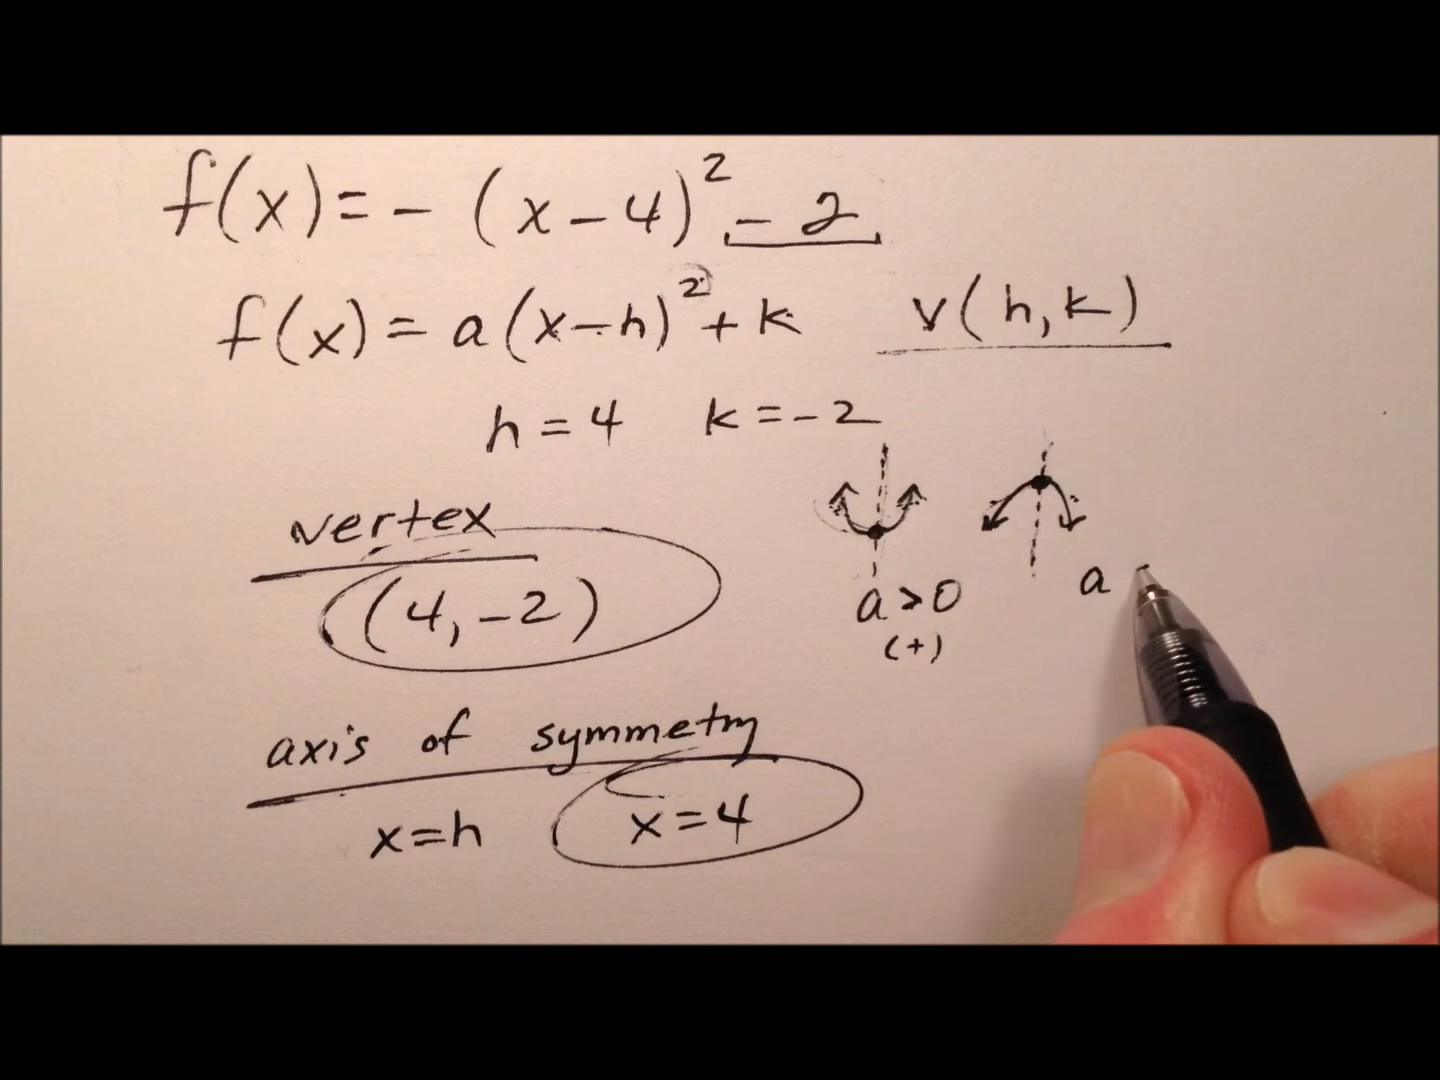 f(x) = - (x - 4)² - 2
f(x) = a(x-h)² + k    V(h, k)
h = 4    k = - 2
vertex
(4, -2)
a > 0    a
(+)
axis of symmetry
x = h    x = 4